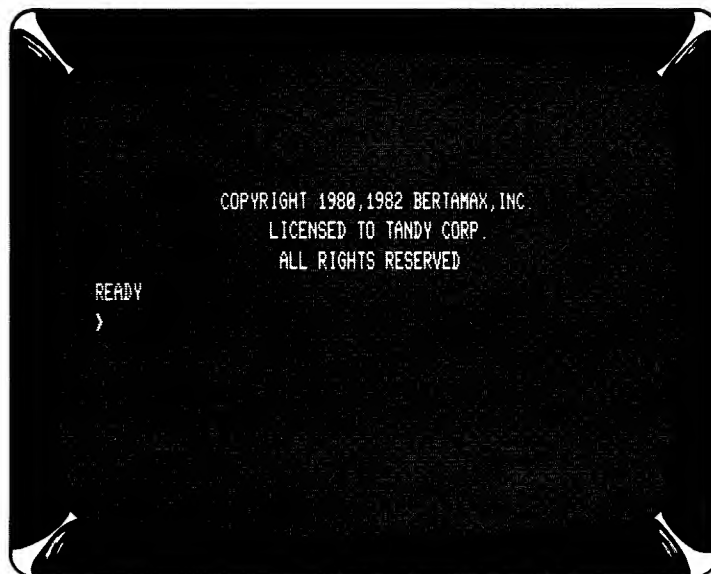 COPYRIGHT 1980,1982 BERTAMAX,INC.
LICENSED TO TANDY CORP.
ALL RIGHTS RESERVED
READY
>